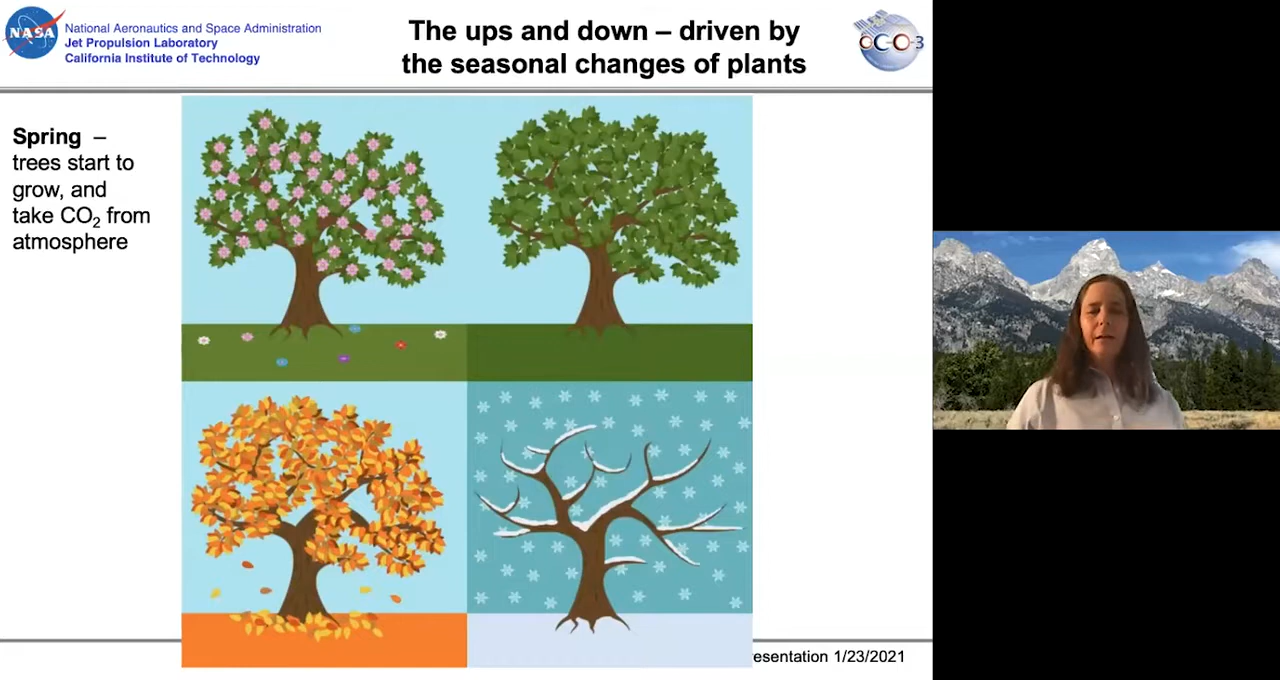 NASA
National Aeronautics and Space Administration
Jet Propulsion Laboratory
California Institute of Technology
The ups and down – driven by
the seasonal changes of plants
OCO-3
Spring –
trees start to
grow, and
take CO₂ from
atmosphere
1/23/2021